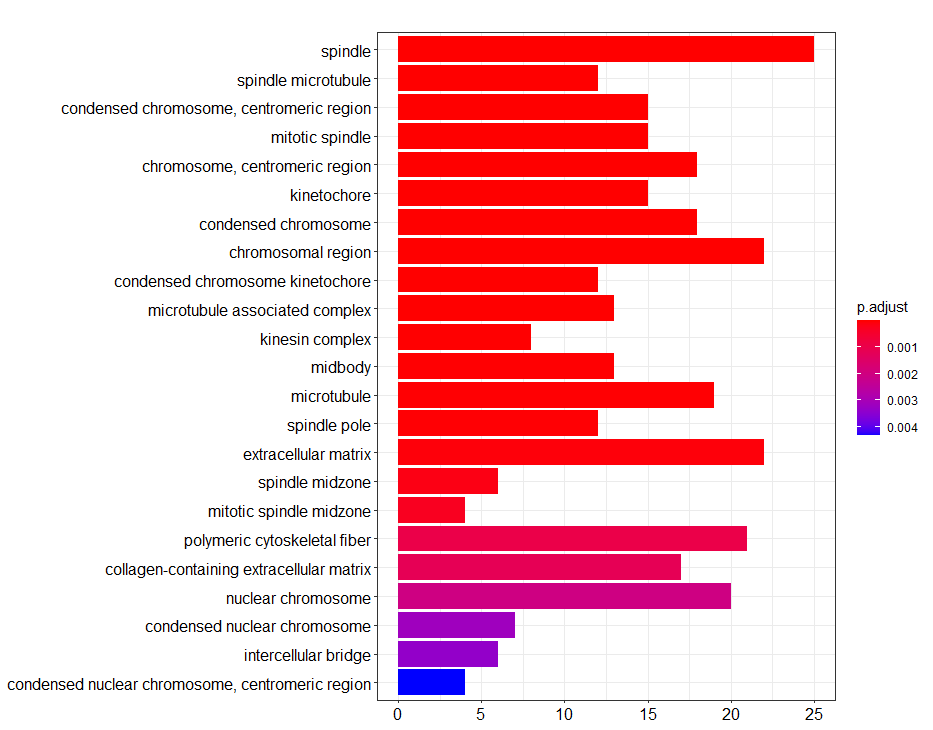 spindle
spindle microtubule
condensed chromosome, centromeric region
mitotic spindle
chromosome, centromeric region
kinetochore
condensed chromosome
chromosomal region
condensed chromosome kinetochore
microtubule associated complex
kinesin complex
midbody
microtubule
spindle pole
extracellular matrix
spindle midzone
mitotic spindle midzone
polymeric cytoskeletal fiber
collagen-containing extracellular matrix
nuclear chromosome
condensed nuclear chromosome
intercellular bridge
condensed nuclear chromosome, centromeric region
0 5 10 15 20 25
p.adjust
0.001
0.002
0.003
0.004